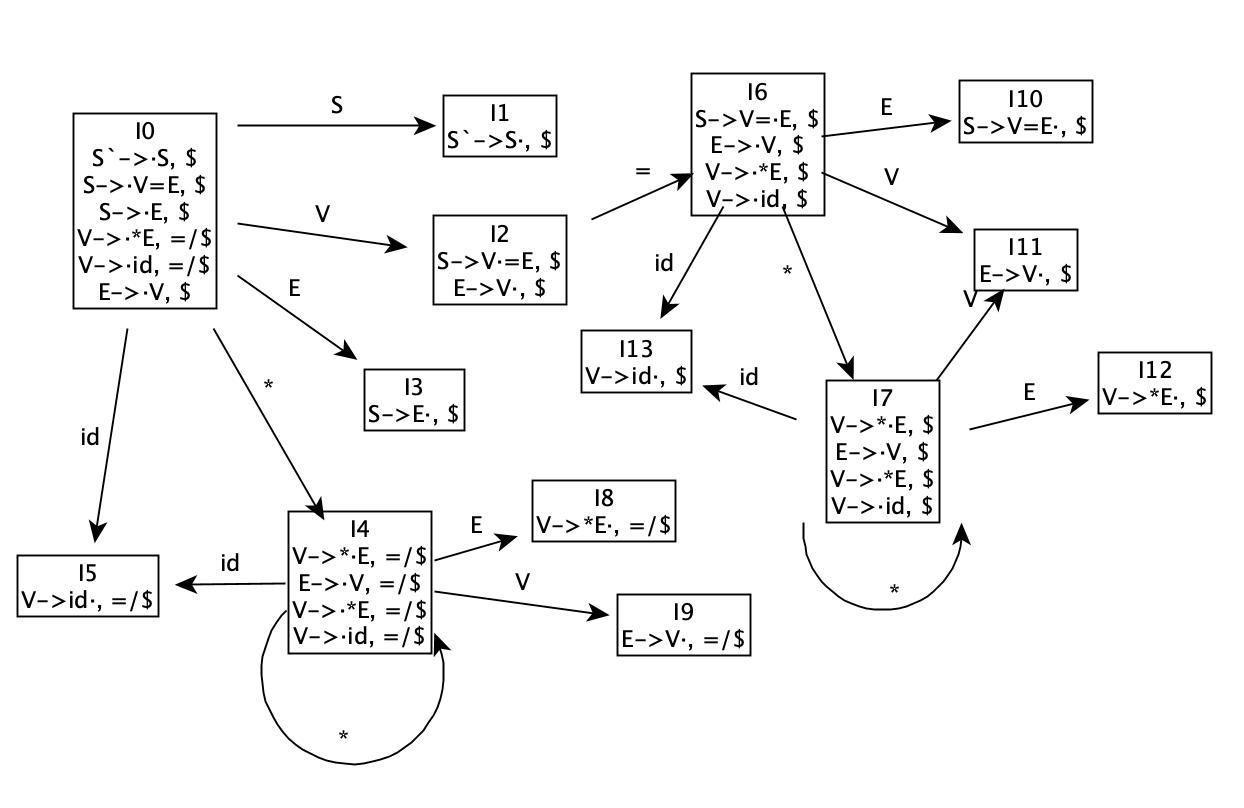 I0
S`->·S, $
S->·V=E, $
S->·E, $
V->·*E, =/$
V->·id, =/$
E->·V, $
S
I1
S`->S·, $
V
I2
S->V·=E, $
E->V·, $
E
I3
S->E·, $
=
I6
S->V=·E, $
E->·V, $
V->·*E, $
V->·id, $
E
I10
S->V=E·, $
V
I11
E->V·, $
id
I13
V->id·, $
*
I7
V->*·E, $
E->·V, $
V->·*E, $
V->·id, $
id
V
E
I12
V->*E·, $
*
id
I5
V->id·, =/$
*
I4
V->*·E, =/$
E->·V, =/$
V->·*E, =/$
V->·id, =/$
id
E
I8
V->*E·, =/$
V
I9
E->V·, =/$
*